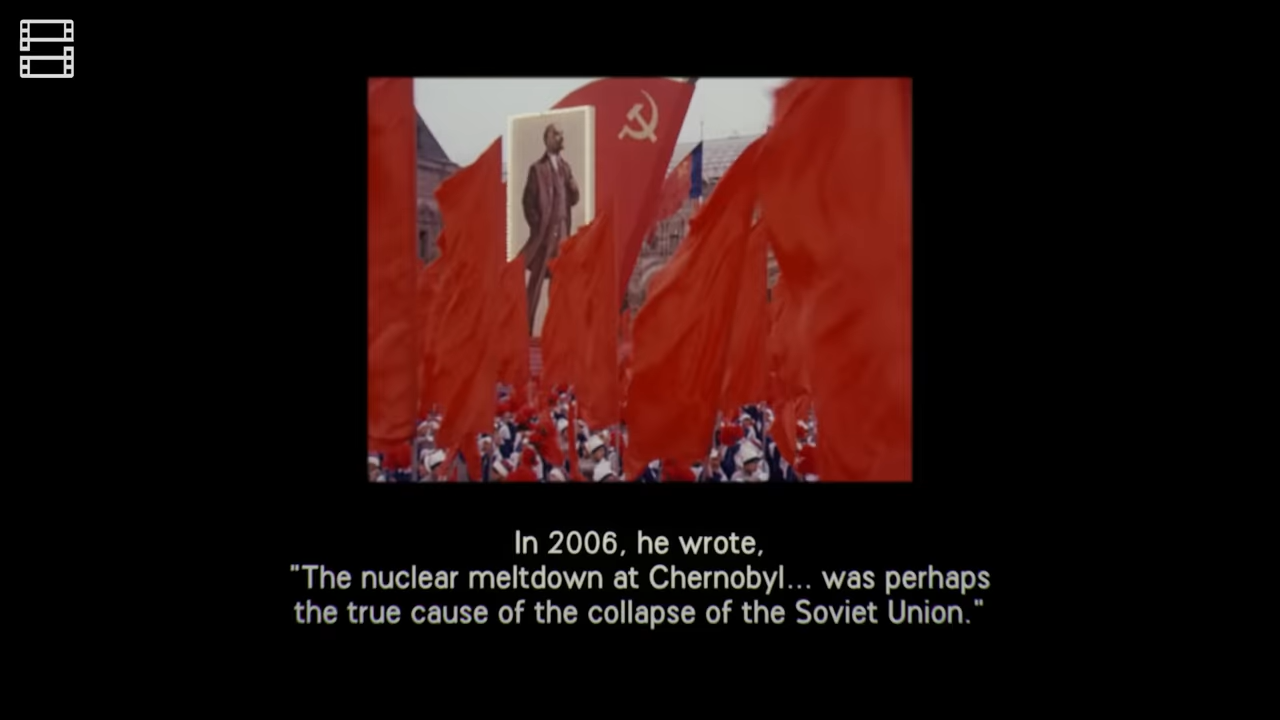 In 2006, he wrote,
"The nuclear meltdown at Chernobyl... was perhaps
the true cause of the collapse of the Soviet Union."